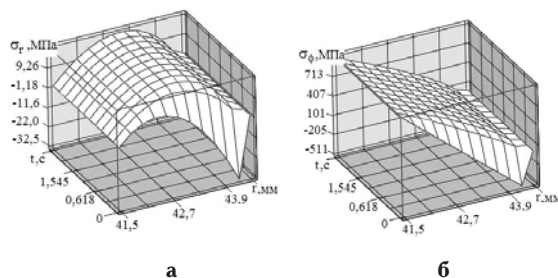 σr ,МПа
9,26
-1,18
-11,6
-22,0
-32,5
t,с
1,545
0,618
0
41,5
42,7
43.9
r,мм
а
σϕ,МПа
713
407
101
-205
-511
t,с
1,545
0,618
0
41,5
42,7
43.9
r,мм
б